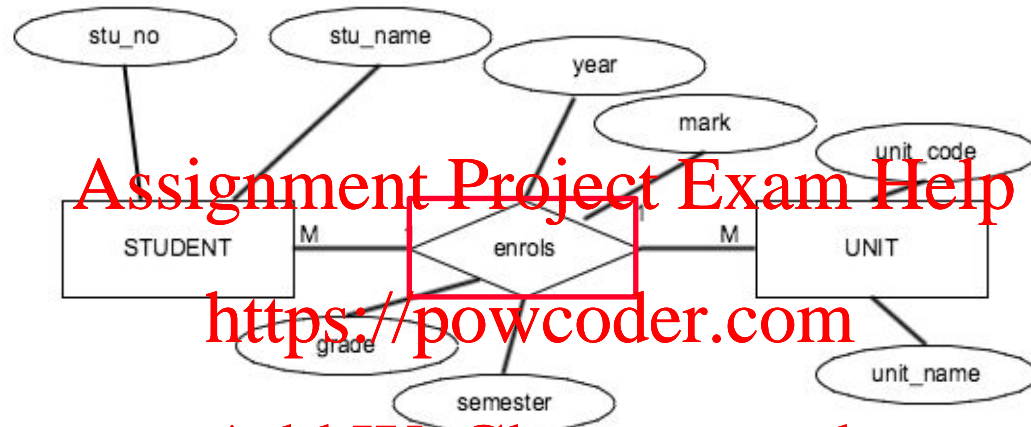 stu_no
stu_name
year
mark
unit_code
Assignment Project Exam Help
STUDENT
M
enrols
M
UNIT
https://powcoder.com
grade
unit_name
semester